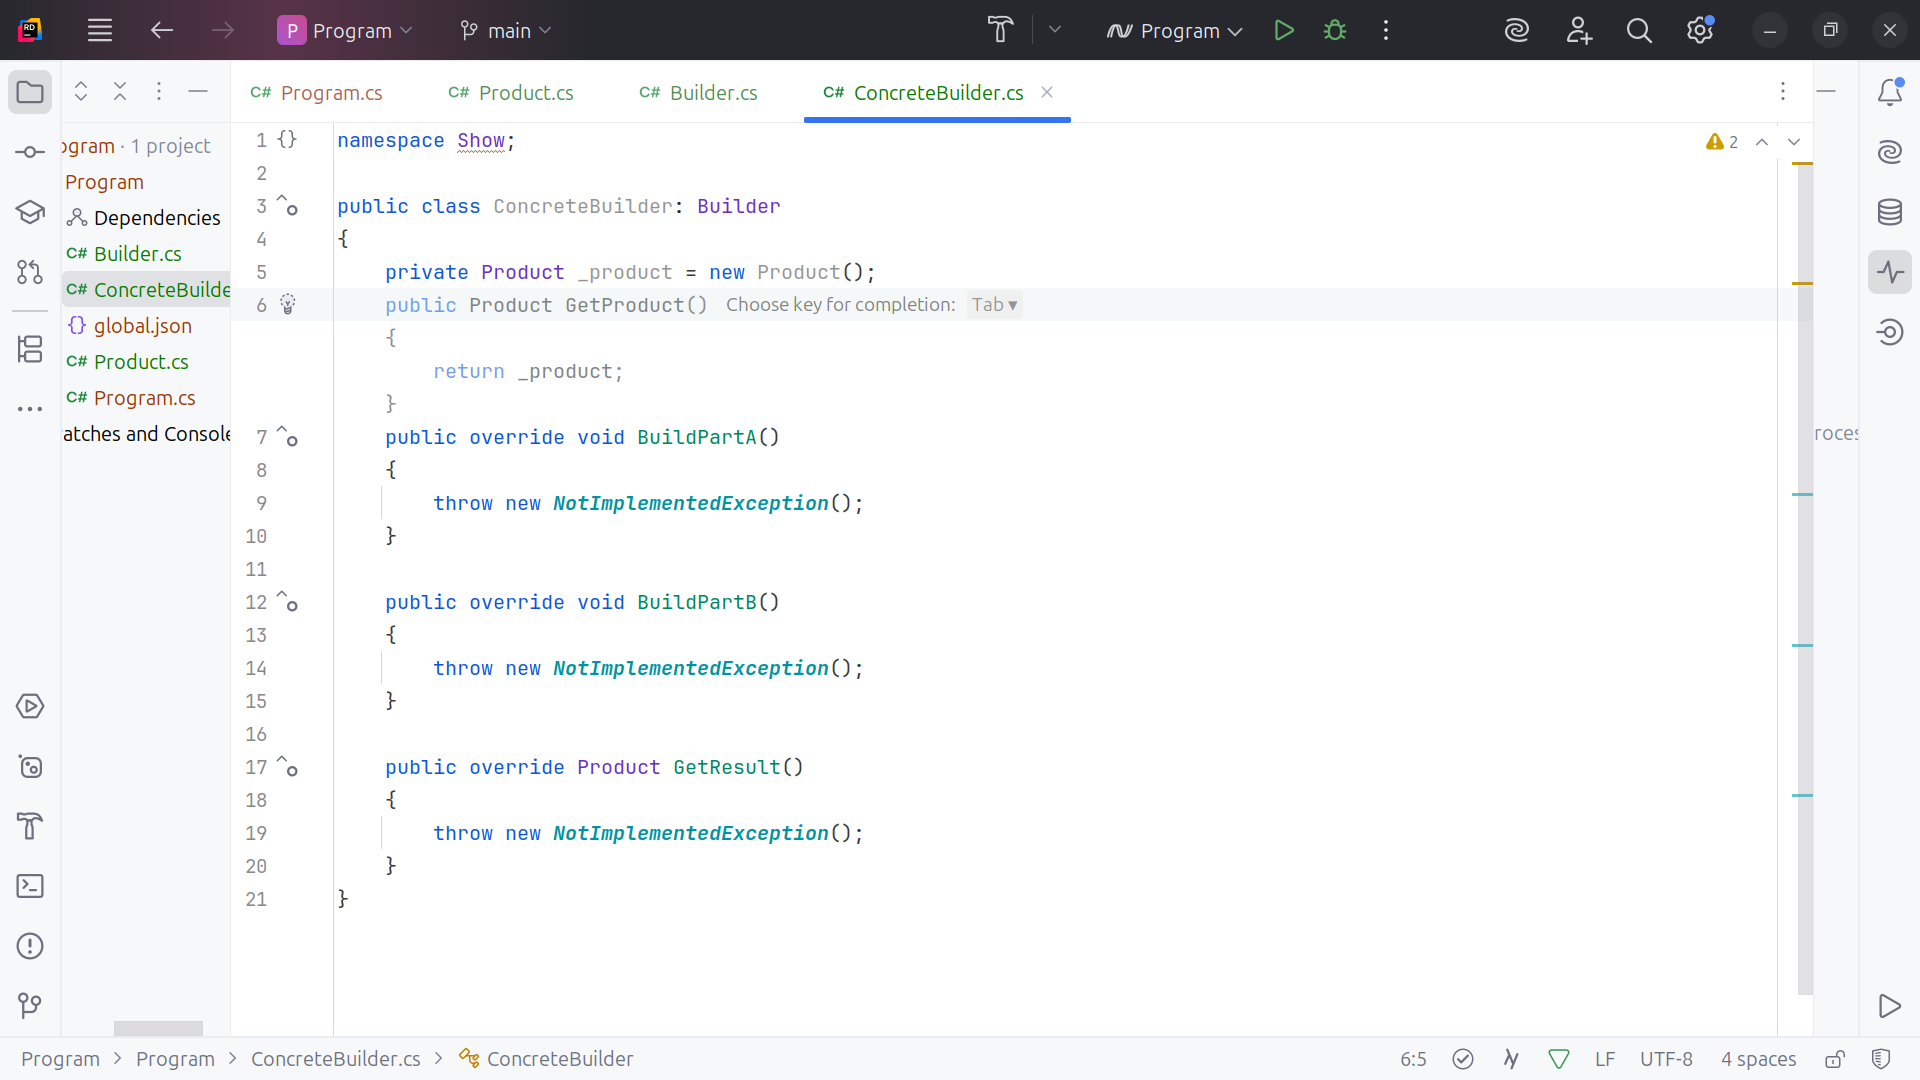 RD
P Program
main
Program
Program.cs
Product.cs
Builder.cs
ConcreteBuilder.cs
ogram · 1 project
Program
Dependencies
C# Builder.cs
C# ConcreteBuilde
{} global.json
C# Product.cs
C# Program.cs
atches and Console
1 {} namespace Show;
2
3 public class ConcreteBuilder: Builder
4 {
5 private Product _product = new Product();
6 public Product GetProduct() Choose key for completion: Tab ▾
{
return _product;
}
7 public override void BuildPartA()
8 {
9 throw new NotImplementedException();
10 }
11
12 public override void BuildPartB()
13 {
14 throw new NotImplementedException();
15 }
16
17 public override Product GetResult()
18 {
19 throw new NotImplementedException();
20 }
21 }
2
roces
Program > Program > ConcreteBuilder.cs > ConcreteBuilder
6:5 LF UTF-8 4 spaces